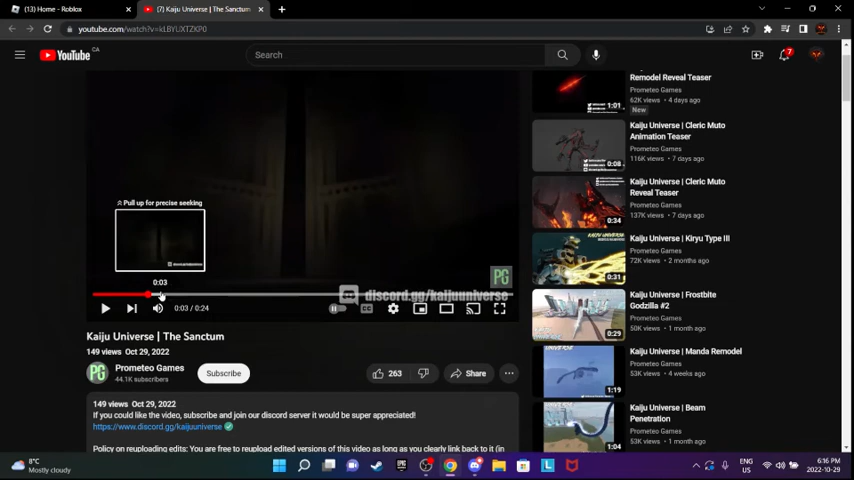 (13) Home - Roblox
(7) Kaiju Universe | The Sanctum
youtube.com/watch?v=kLBYUXTZKP0
YouTube CA
Search
7
Pull up for precise seeking
0:03
PG
discord.gg/kaijuuniverse
0:03 / 0:24
Kaiju Universe | The Sanctum
149 views Oct 29, 2022
PG
Prometeo Games
44.1K subscribers
Subscribe
263
Share
149 views Oct 29, 2022
If you could like the video, subscribe and join our discord server it would be super appreciated!
https://www.discord.gg/kaijuuniverse
Policy on reuploading edits: You are free to reupload edited versions of this video as long as you clearly link back to it (in
Remodel Reveal Teaser
Prometeo Games
62K views • 4 days ago
New
1:01
Kaiju Universe | Cleric Muto
Animation Teaser
Prometeo Games
116K views • 7 days ago
0:08
Kaiju Universe | Cleric Muto
Reveal Teaser
Prometeo Games
137K views • 7 days ago
0:34
Kaiju Universe | Kiryu Type III
Prometeo Games
72K views • 2 months ago
0:31
Kaiju Universe | Frostbite
Godzilla #2
Prometeo Games
50K views • 1 month ago
0:29
Kaiju Universe | Manda Remodel
Prometeo Games
53K views • 4 weeks ago
1:19
Kaiju Universe | Beam
Penetration
Prometeo Games
53K views • 1 month ago
1:04
8°C
Mostly cloudy
ENG
US
6:16 PM
2022-10-29